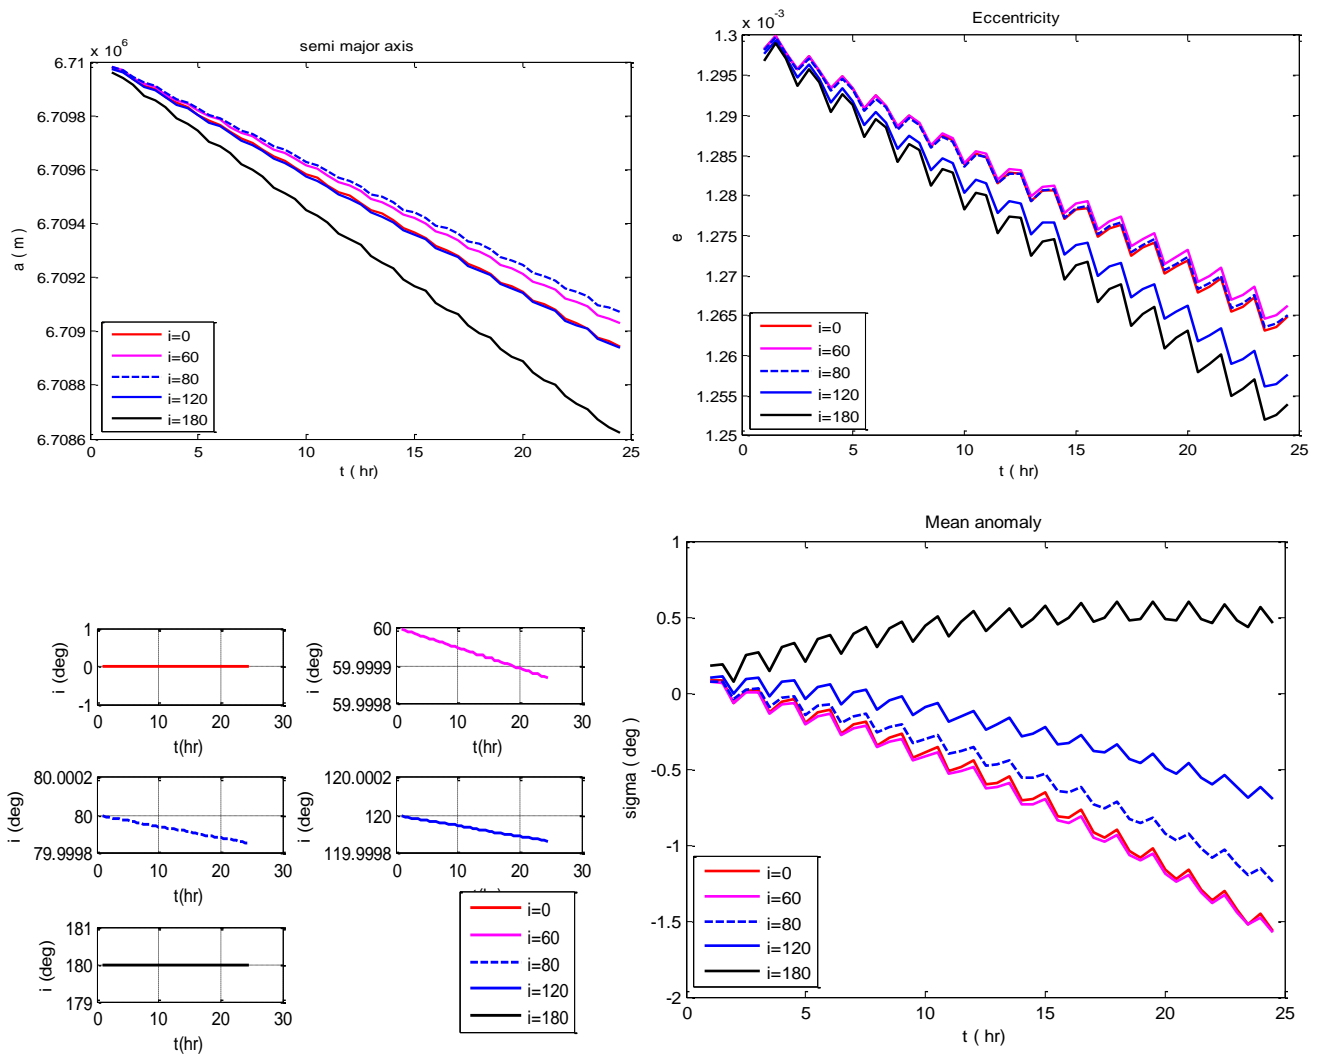 semi major axis
x 10^6
6.71
6.7098
6.7096
6.7094
6.7092
6.709
6.7088
6.7086
a ( m )
0 5 10 15 20 25
t ( hr)
i=0
i=60
i=80
i=120
i=180
Eccentricity
x 10^-3
1.3
1.295
1.29
1.285
1.28
1.275
1.27
1.265
1.26
1.255
1.25
e
0 5 10 15 20 25
t ( hr)
i=0
i=60
i=80
i=120
i=180
1
0
-1
i (deg)
0 10 20 30
t(hr)
60
59.9999
59.9998
i (deg)
0 10 20 30
t(hr)
80.0002
80
79.9998
i (deg)
0 10 20 30
t(hr)
120.0002
120
119.9998
i (deg)
0 10 20 30
t(hr)
181
180
179
i (deg)
0 10 20 30
t(hr)
i=0
i=60
i=80
i=120
i=180
Mean anomaly
1
0.5
0
-0.5
-1
-1.5
-2
sigma ( deg )
0 5 10 15 20 25
t ( hr)
i=0
i=60
i=80
i=120
i=180